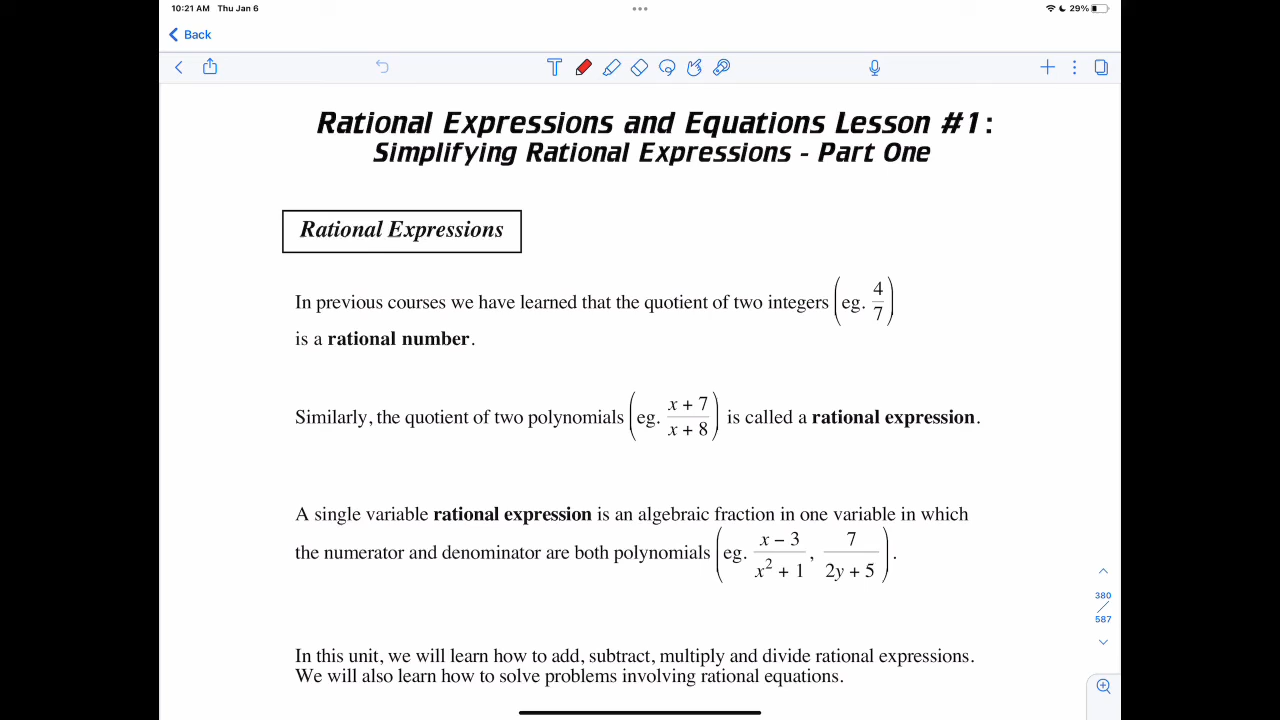 10:21 AM Thu Jan 6
29%
Back
T
Rational Expressions and Equations Lesson #1:
Simplifying Rational Expressions - Part One
Rational Expressions
In previous courses we have learned that the quotient of two integers (eg. 4/7)
is a rational number.
Similarly, the quotient of two polynomials (eg. (x + 7)/(x + 8)) is called a rational expression.
A single variable rational expression is an algebraic fraction in one variable in which
the numerator and denominator are both polynomials (eg. (x − 3)/(x² + 1), 7/(2y + 5)).
380
587
In this unit, we will learn how to add, subtract, multiply and divide rational expressions.
We will also learn how to solve problems involving rational equations.